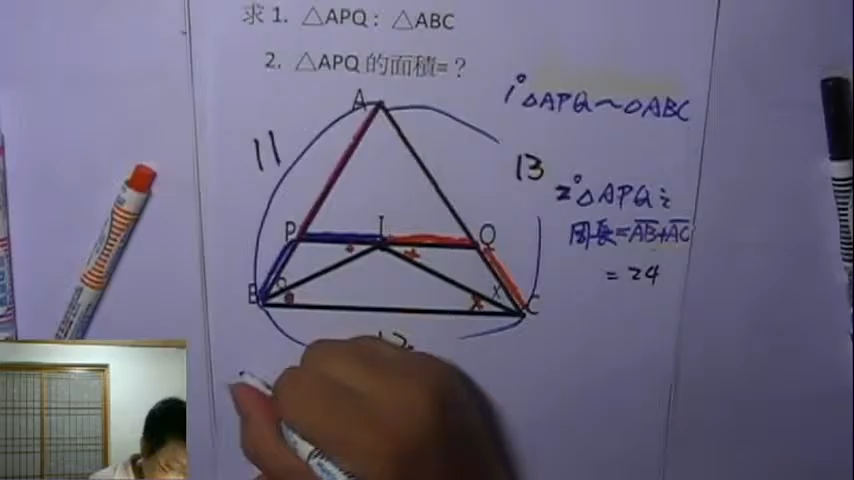 求 1. △APQ：△ABC
2. △APQ 的面積=？
A
11
13
1° △APQ~△ABC
2° △APQ之
周長=AB+AC
= 24
P
I
Q
B
x
x
C